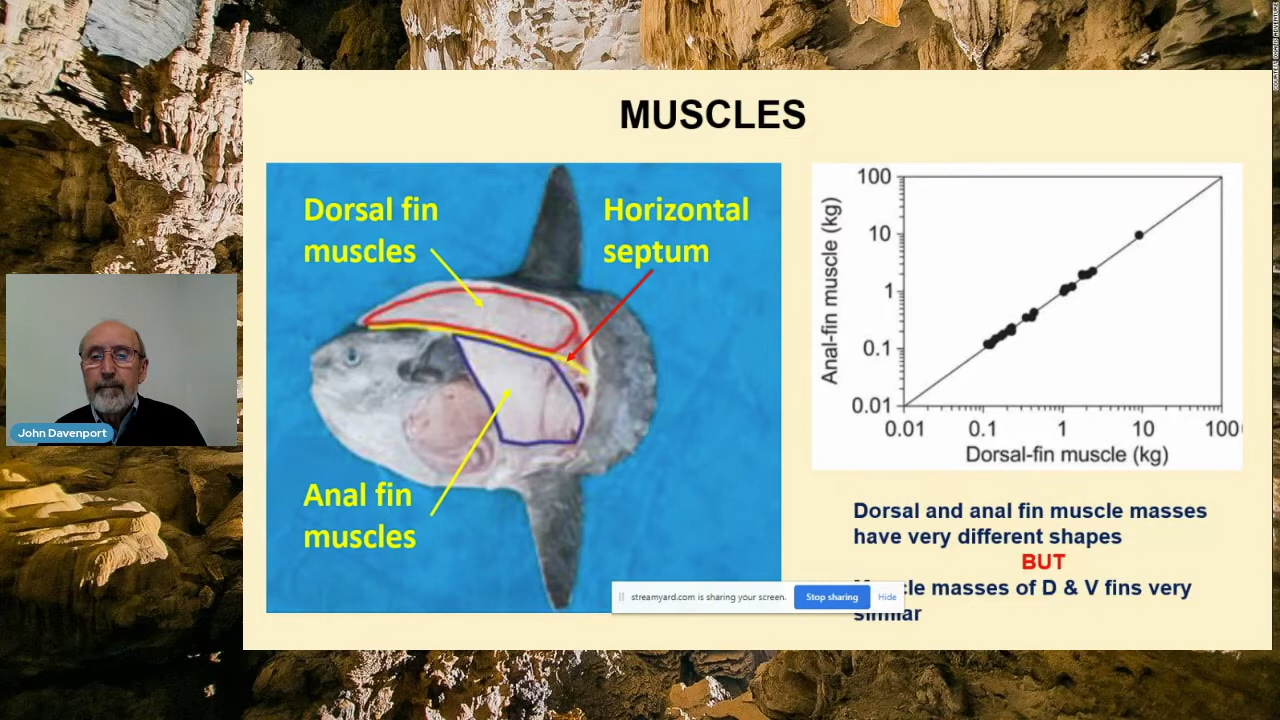 MUSCLES
Dorsal fin
muscles
Horizontal
septum
Anal fin
muscles
100
10
1
0.1
0.01
Anal-fin muscle (kg)
0.01 0.1 1 10 100
Dorsal-fin muscle (kg)
Dorsal and anal fin muscle masses
have very different shapes
BUT
cle masses of D & V fins very
similar
streamyard.com is sharing your screen. Stop sharing Hide
John Davenport